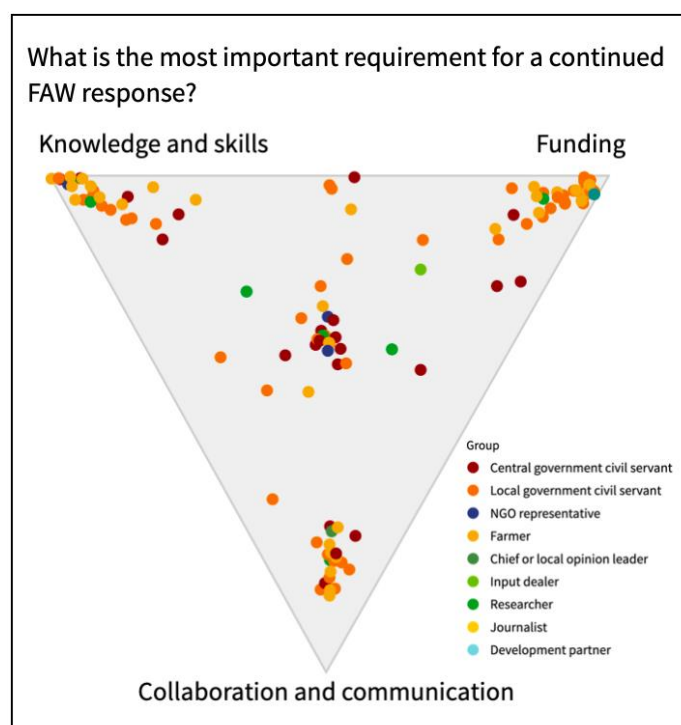 What is the most important requirement for a continued
FAW response?
Knowledge and skills
Funding
Group
Central government civil servant
Local government civil servant
NGO representative
Farmer
Chief or local opinion leader
Input dealer
Researcher
Journalist
Development partner
Collaboration and communication